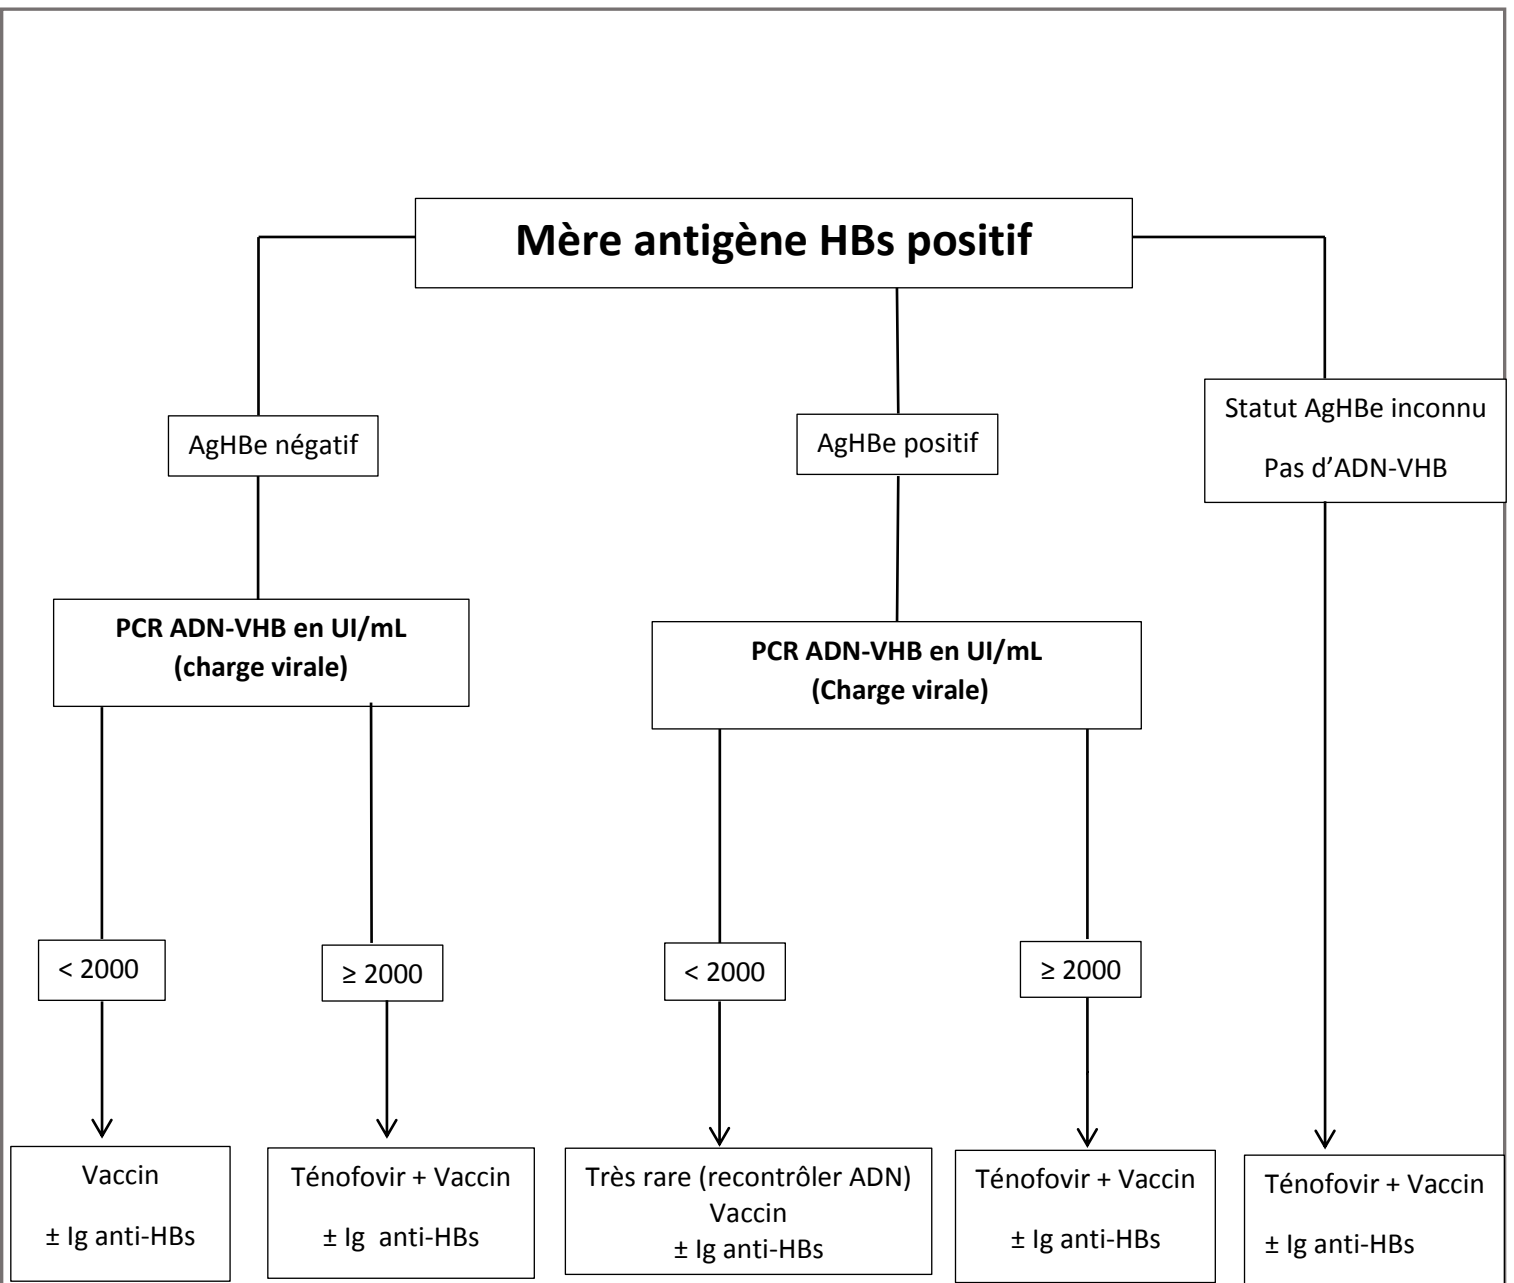 Mère antigène HBs positif
AgHBe négatif
AgHBe positif
Statut AgHBe inconnu
Pas d’ADN-VHB
PCR ADN-VHB en UI/mL
(charge virale)
PCR ADN-VHB en UI/mL
(Charge virale)
< 2000
≥ 2000
< 2000
≥ 2000
Vaccin
± Ig anti-HBs
Ténofovir + Vaccin
± Ig anti-HBs
Très rare (recontrôler ADN)
Vaccin
± Ig anti-HBs
Ténofovir + Vaccin
± Ig anti-HBs
Ténofovir + Vaccin
± Ig anti-HBs